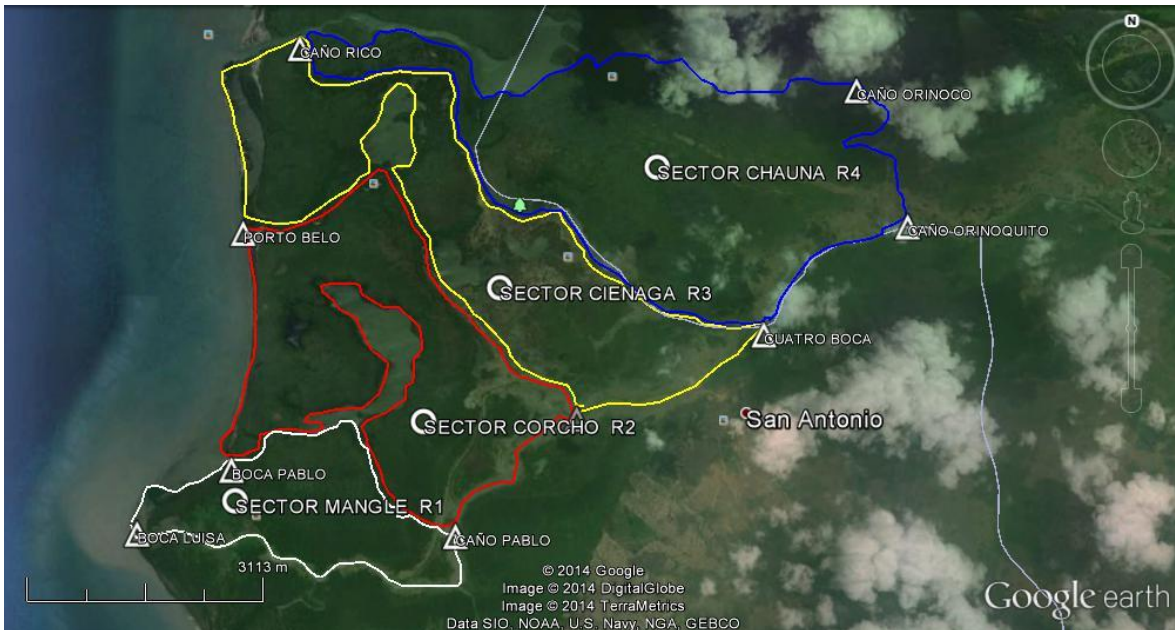 N
CAÑO RICO
CAÑO ORINOCO
SECTOR CHAUNA R4
PORTO BELO
CAÑO ORINOQUITO
SECTOR CIENAGA R3
CUATRO BOCA
SECTOR CORCHO R2
San Antonio
BOCA PABLO
SECTOR MANGLE R1
BOCA LUISA
CAÑO PABLO
3113 m
© 2014 Google
Image © 2014 DigitalGlobe
Image © 2014 TerraMetrics
Data SIO, NOAA, U.S. Navy, NGA, GEBCO
Google earth